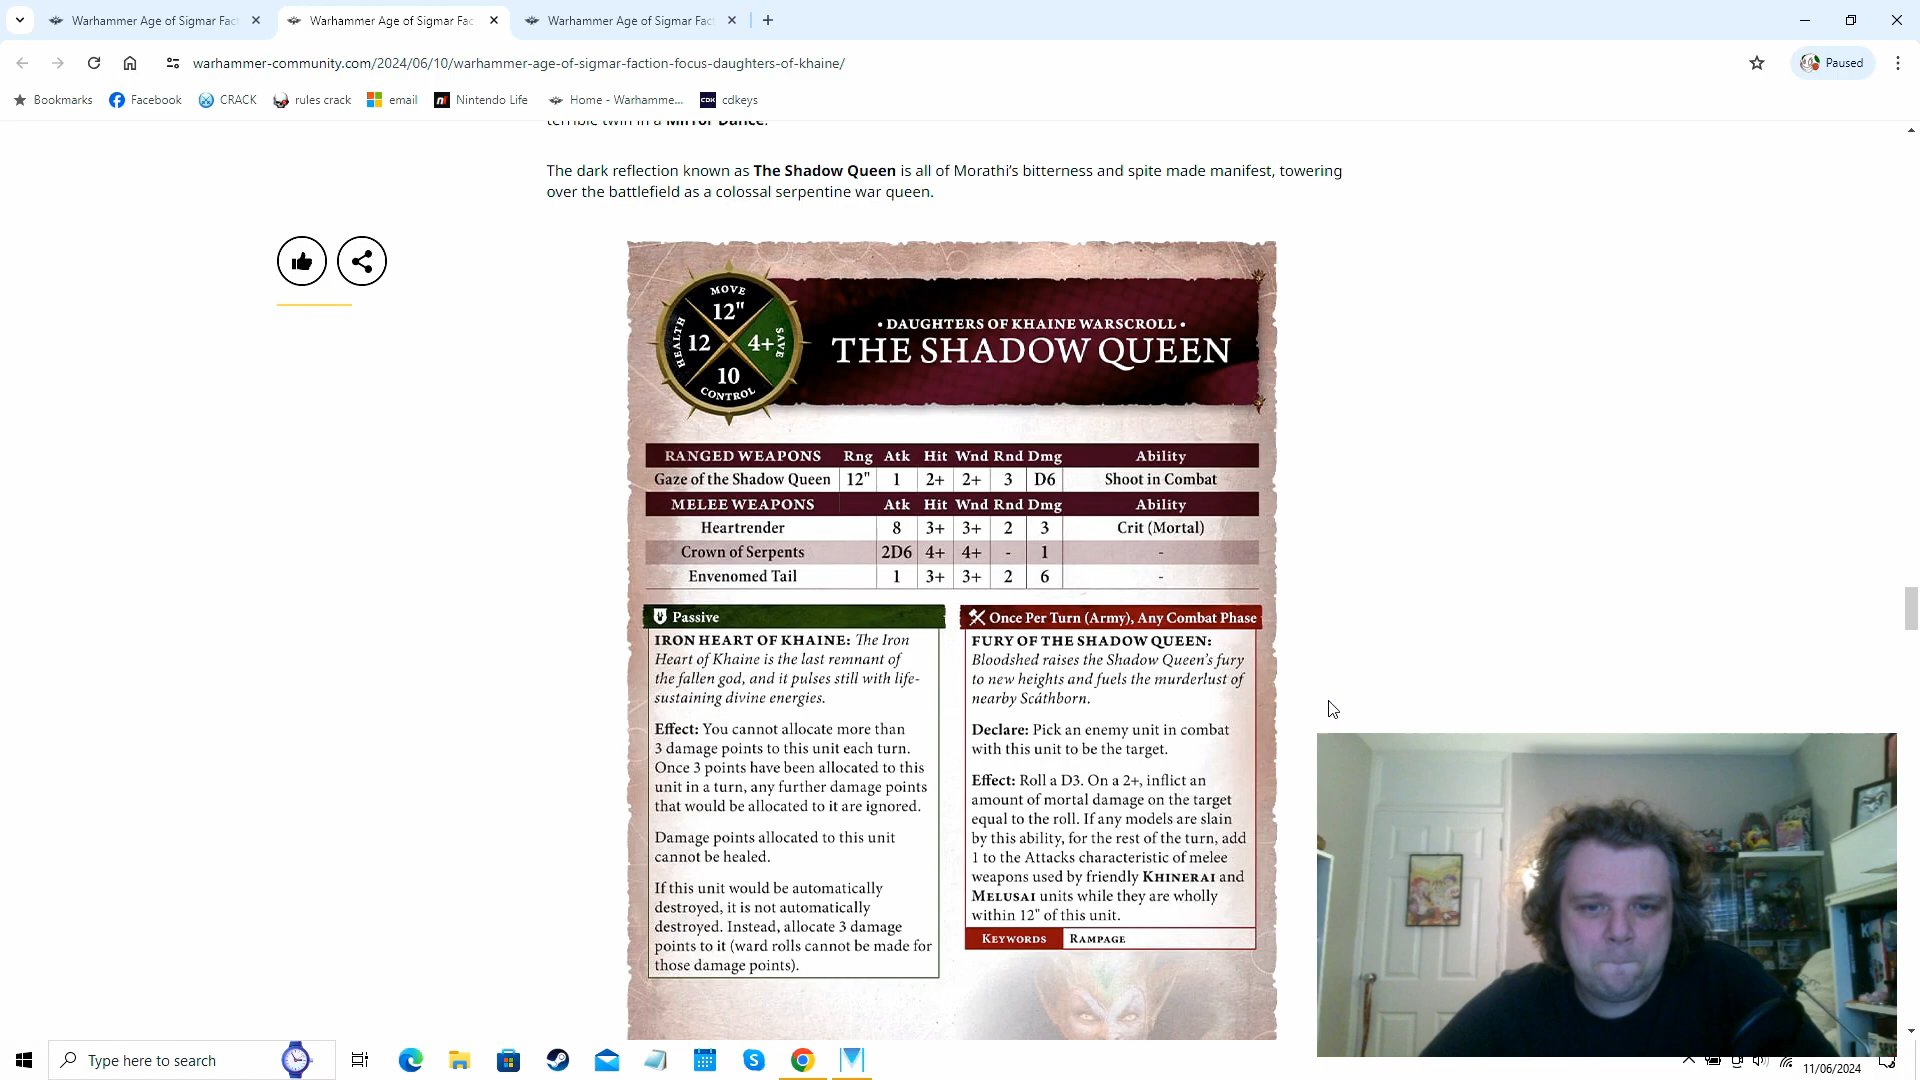 Warhammer Age of Sigmar Fac
Warhammer Age of Sigmar Fac
Warhammer Age of Sigmar Fac
warhammer-community.com/2024/06/10/warhammer-age-of-sigmar-faction-focus-daughters-of-khaine/
Paused
Bookmarks Facebook CRACK rules crack email Nintendo Life Home - Warhamme... cdkeys
terrible twin in a Mirror Dance.
The dark reflection known as The Shadow Queen is all of Morathi's bitterness and spite made manifest, towering
over the battlefield as a colossal serpentine war queen.
MOVE
12"
HEALTH 12 4+ SAVE
10
CONTROL
• DAUGHTERS OF KHAINE WARSCROLL •
THE SHADOW QUEEN
RANGED WEAPONS Rng Atk Hit Wnd Rnd Dmg Ability
Gaze of the Shadow Queen 12" 1 2+ 2+ 3 D6 Shoot in Combat
MELEE WEAPONS Atk Hit Wnd Rnd Dmg Ability
Heartrender 8 3+ 3+ 2 3 Crit (Mortal)
Crown of Serpents 2D6 4+ 4+ - 1 -
Envenomed Tail 1 3+ 3+ 2 6 -
Passive
IRON HEART OF KHAINE: The Iron
Heart of Khaine is the last remnant of
the fallen god, and it pulses still with life-
sustaining divine energies.
Effect: You cannot allocate more than
3 damage points to this unit each turn.
Once 3 points have been allocated to this
unit in a turn, any further damage points
that would be allocated to it are ignored.
Damage points allocated to this unit
cannot be healed.
If this unit would be automatically
destroyed, it is not automatically
destroyed. Instead, allocate 3 damage
points to it (ward rolls cannot be made for
those damage points).
Once Per Turn (Army), Any Combat Phase
FURY OF THE SHADOW QUEEN:
Bloodshed raises the Shadow Queen's fury
to new heights and fuels the murderlust of
nearby Scáthborn.
Declare: Pick an enemy unit in combat
with this unit to be the target.
Effect: Roll a D3. On a 2+, inflict an
amount of mortal damage on the target
equal to the roll. If any models are slain
by this ability, for the rest of the turn, add
1 to the Attacks characteristic of melee
weapons used by friendly KHINERAI and
MELUSAI units while they are wholly
within 12" of this unit.
KEYWORDS RAMPAGE
Type here to search
11/06/2024